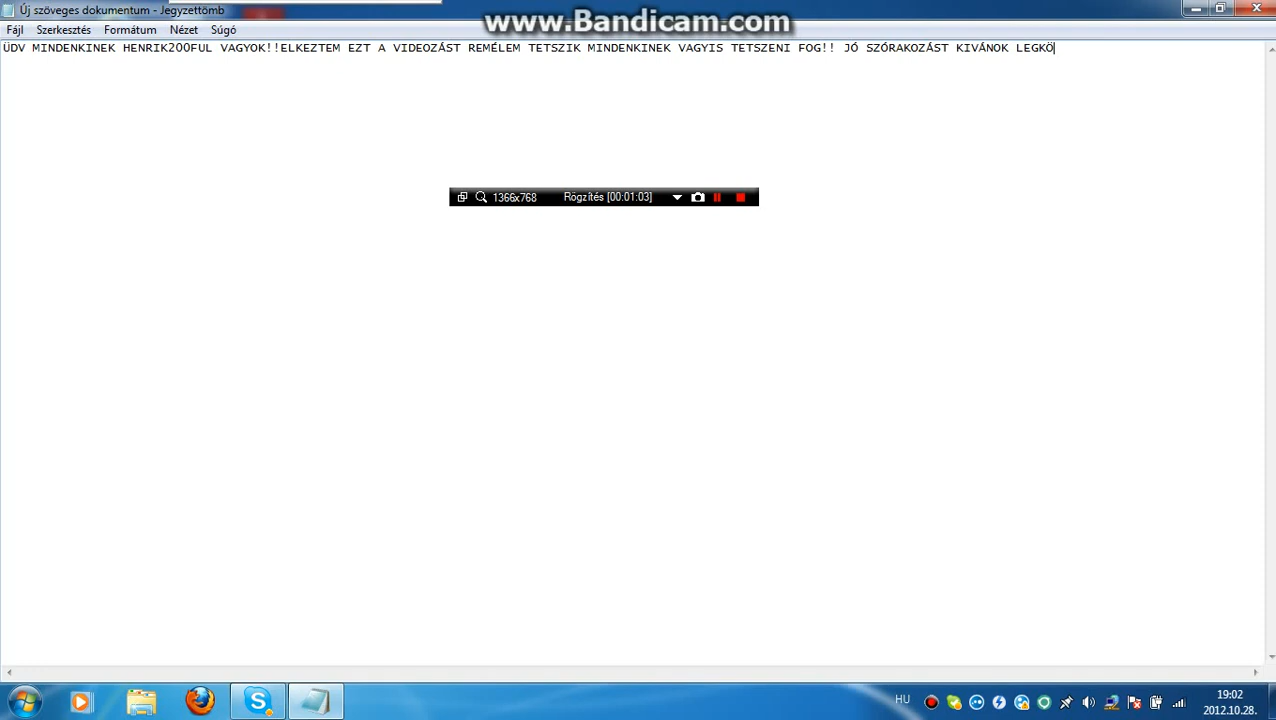 Új szöveges dokumentum - Jegyzettömb
www.Bandicam.com
Fájl Szerkesztés Formátum Nézet Súgó
ÜDV MINDENKINEK HENRIK200FUL VAGYOK!!ELKEZTEM EZT A VIDEOZÁST REMÉLEM TETSZIK MINDENKINEK VAGYIS TETSZENI FOG!! JÓ SZÓRAKOZÁST KIVÁNOK LEGKÖ
1366x768 Rögzítés [00:01:03]
HU
19:02
2012.10.28.